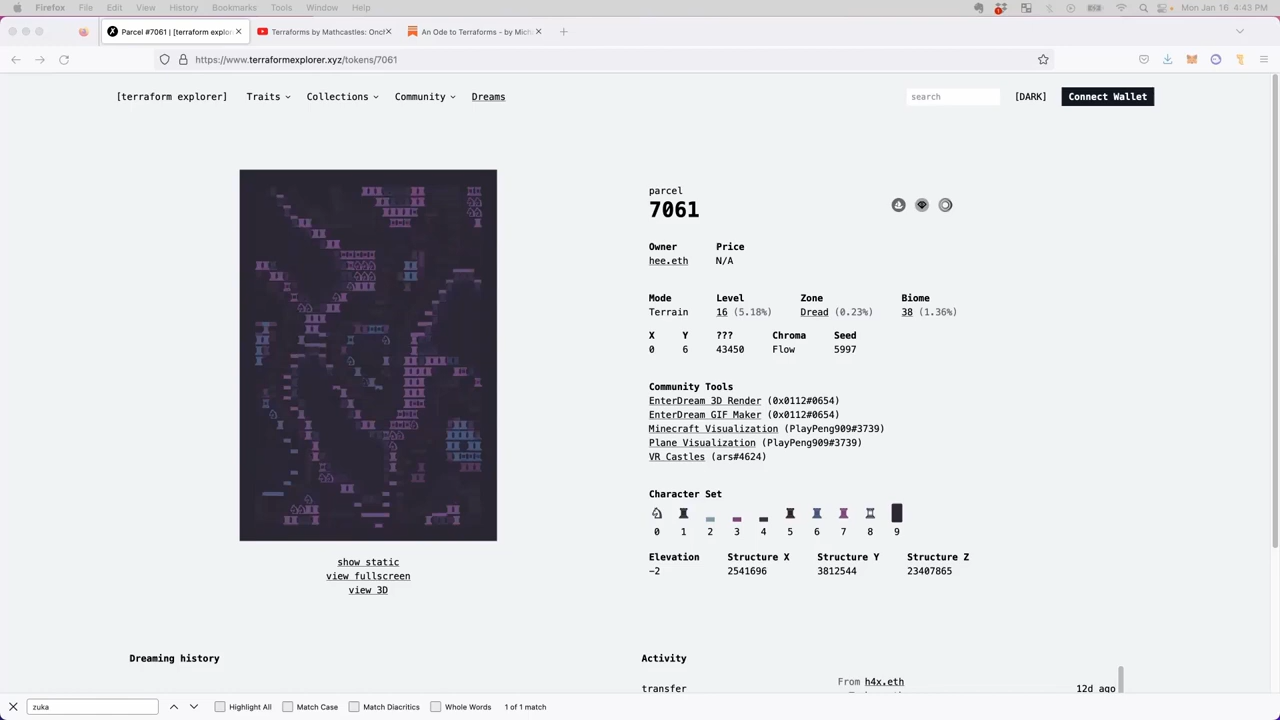 Firefox File Edit View History Bookmarks Tools Window Help Mon Jan 16 4:43 PM
Parcel #7061 | [terraform explor Terraforms by Mathcastles: Oncl An Ode to Terraforms - by Mich
https://www.terraformexplorer.xyz/tokens/7061
[terraform explorer] Traits Collections Community Dreams search [DARK] Connect Wallet
parcel
7061
Owner Price
hee.eth N/A
Mode Level Zone Biome
Terrain 16 (5.18%) Dread (0.23%) 38 (1.36%)
X Y ??? Chroma Seed
0 6 43450 Flow 5997
Community Tools
EnterDream 3D Render (0x0112#0654)
EnterDream GIF Maker (0x0112#0654)
Minecraft Visualization (PlayPeng909#3739)
Plane Visualization (PlayPeng909#3739)
VR Castles (ars#4624)
Character Set
0 1 2 3 4 5 6 7 8 9
Elevation Structure X Structure Y Structure Z
-2 2541696 3812544 23407865
show static
view fullscreen
view 3D
Dreaming history Activity
From h4x.eth
transfer 12d ago
zuka Highlight All Match Case Match Diacritics Whole Words 1 of 1 match